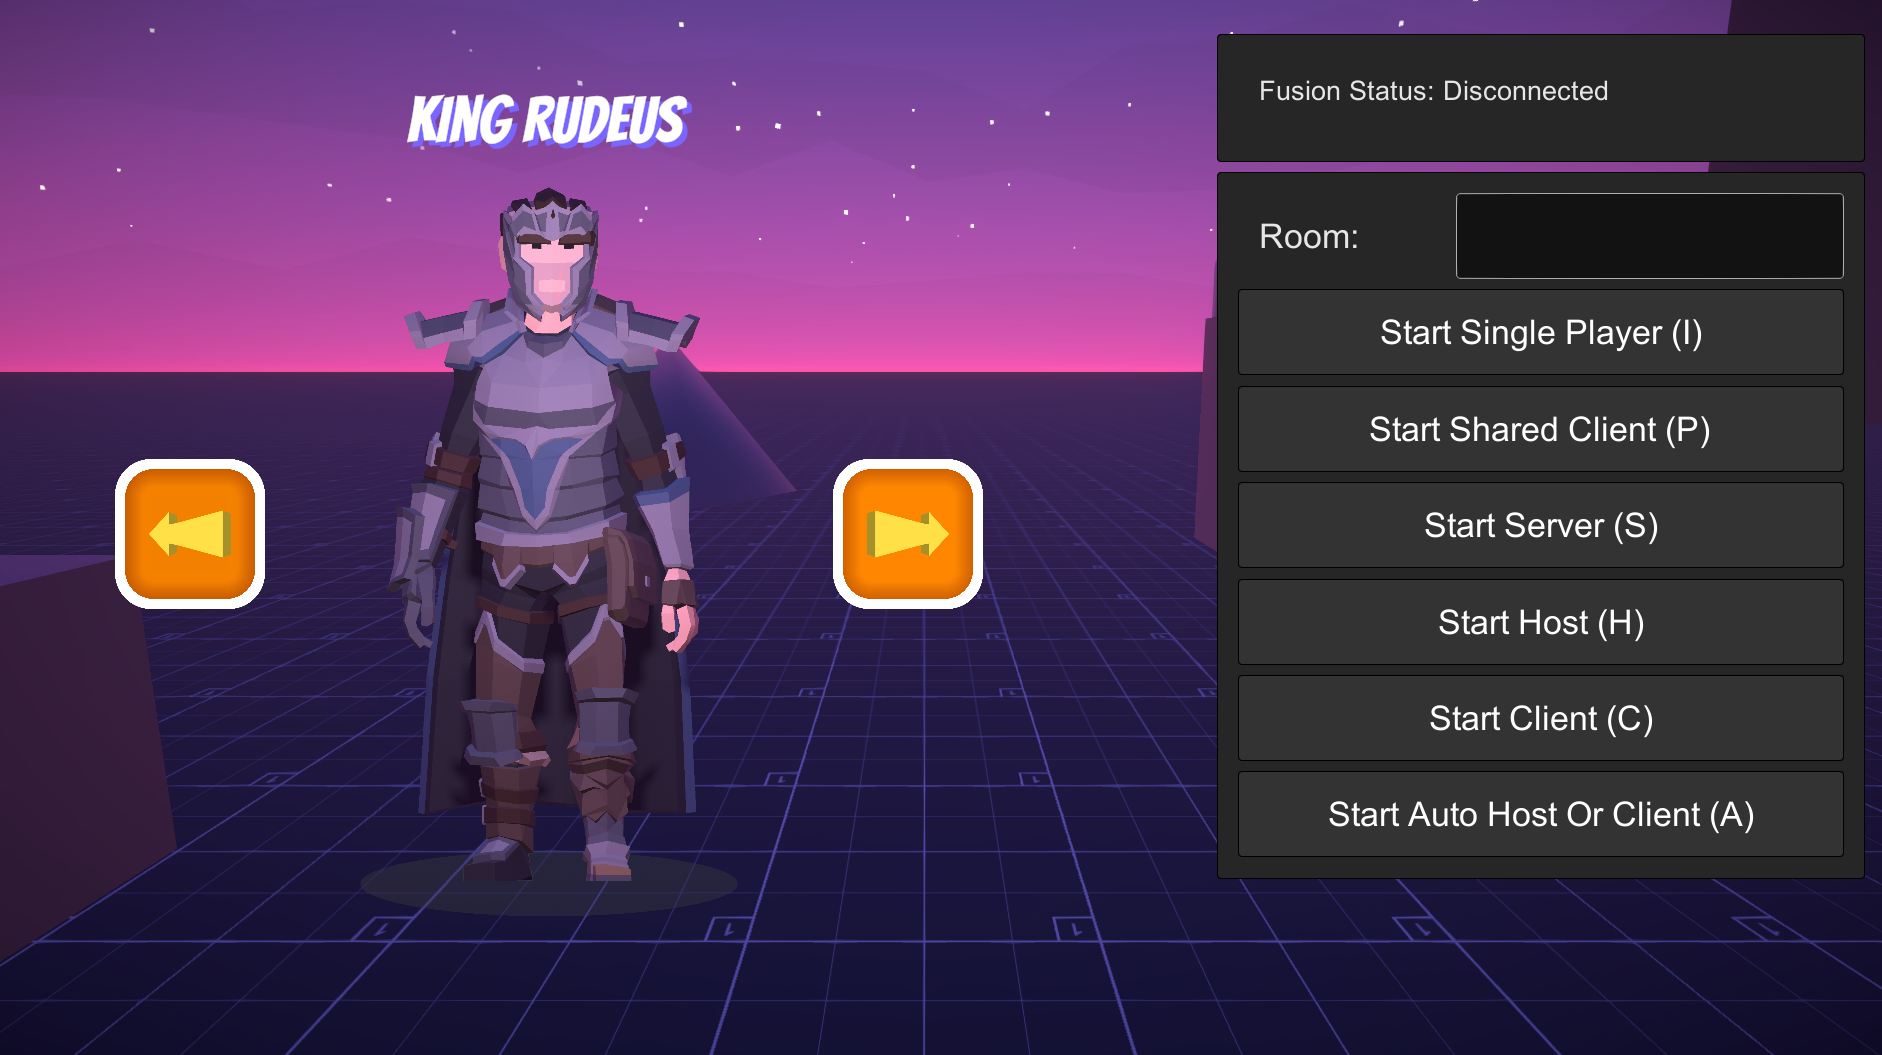 KING RUDEUS
Fusion Status: Disconnected
Room:
Start Single Player (I)
Start Shared Client (P)
Start Server (S)
Start Host (H)
Start Client (C)
Start Auto Host Or Client (A)